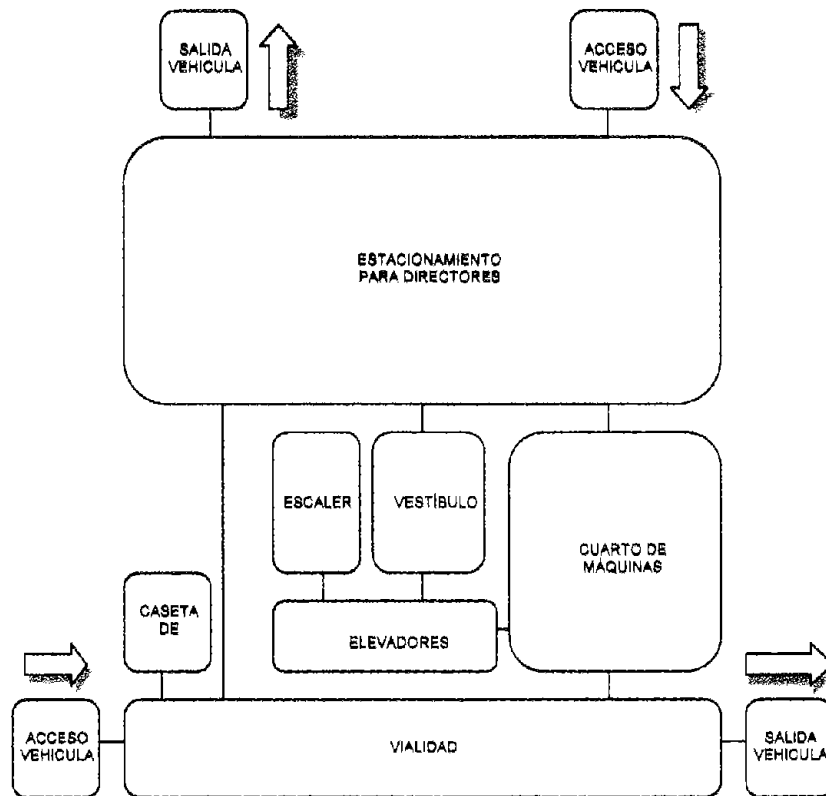 SALIDA
VEHICULA
ACCESO
VEHICULA
ESTACIONAMIENTO
PARA DIRECTORES
ESCALER
VESTÍBULO
CUARTO DE
MÁQUINAS
CASETA
DE
ELEVADORES
ACCESO
VEHICULA
VIALIDAD
SALIDA
VEHICULA